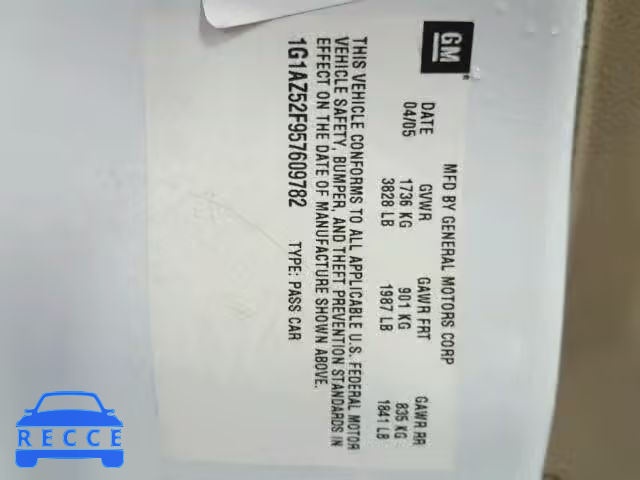 GM
MFD BY GENERAL MOTORS CORP
DATE GVWR GAWR FRT GAWR RR
04/05 1736 KG 901 KG 835 KG
3828 LB 1987 LB 1841 LB
THIS VEHICLE CONFORMS TO ALL APPLICABLE U.S. FEDERAL MOTOR
VEHICLE SAFETY, BUMPER, AND THEFT PREVENTION STANDARDS IN
EFFECT ON THE DATE OF MANUFACTURE SHOWN ABOVE.
1G1AZ52F957609782 TYPE: PASS CAR
RECCE